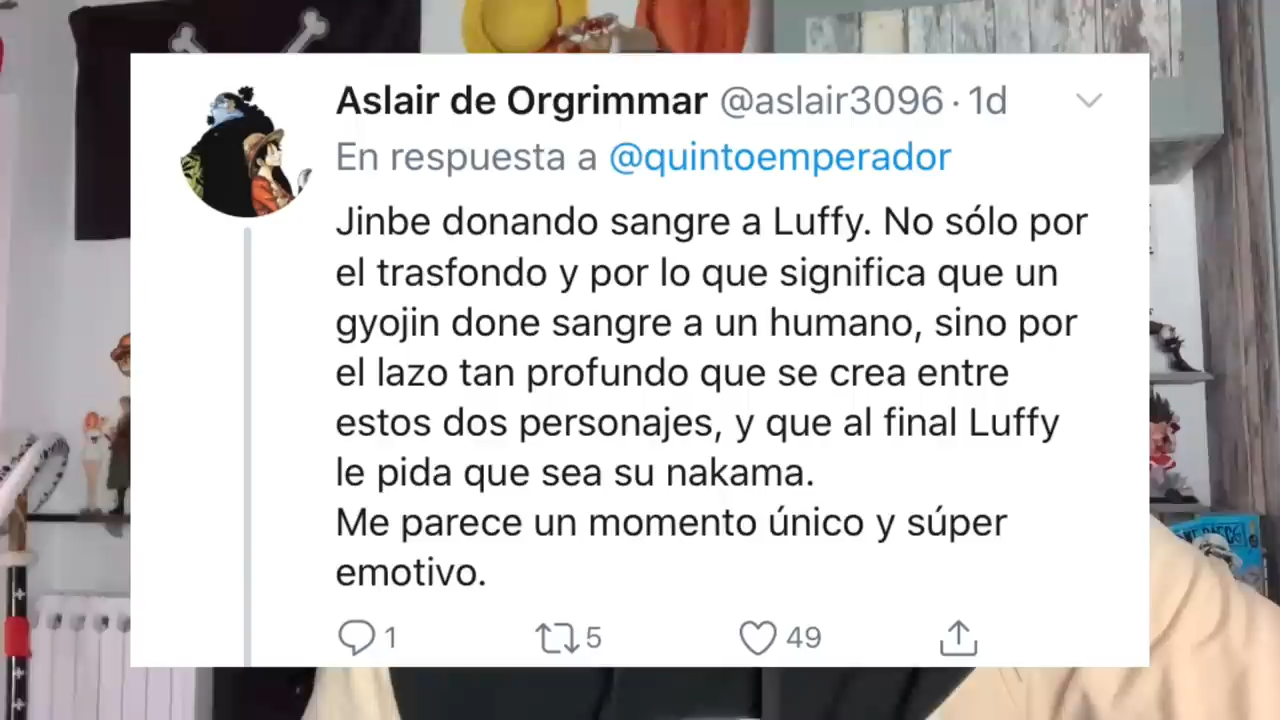 Aslair de Orgrimmar @aslair3096 · 1d
En respuesta a @quintoemperador
Jinbe donando sangre a Luffy. No sólo por
el trasfondo y por lo que significa que un
gyojin done sangre a un humano, sino por
el lazo tan profundo que se crea entre
estos dos personajes, y que al final Luffy
le pida que sea su nakama.
Me parece un momento único y súper
emotivo.
1 5 49